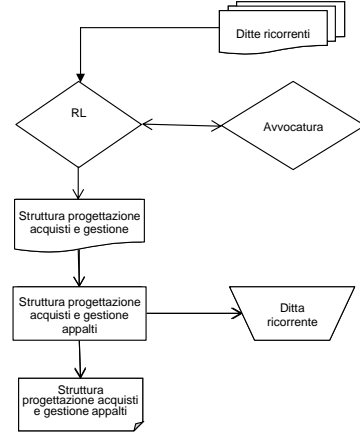 Ditte ricorrenti
RL
Avvocatura
Struttura progettazione
acquisti e gestione
Struttura progettazione
acquisti e gestione
appalti
Ditta
ricorrente
Struttura
progettazione acquisti
e gestione appalti